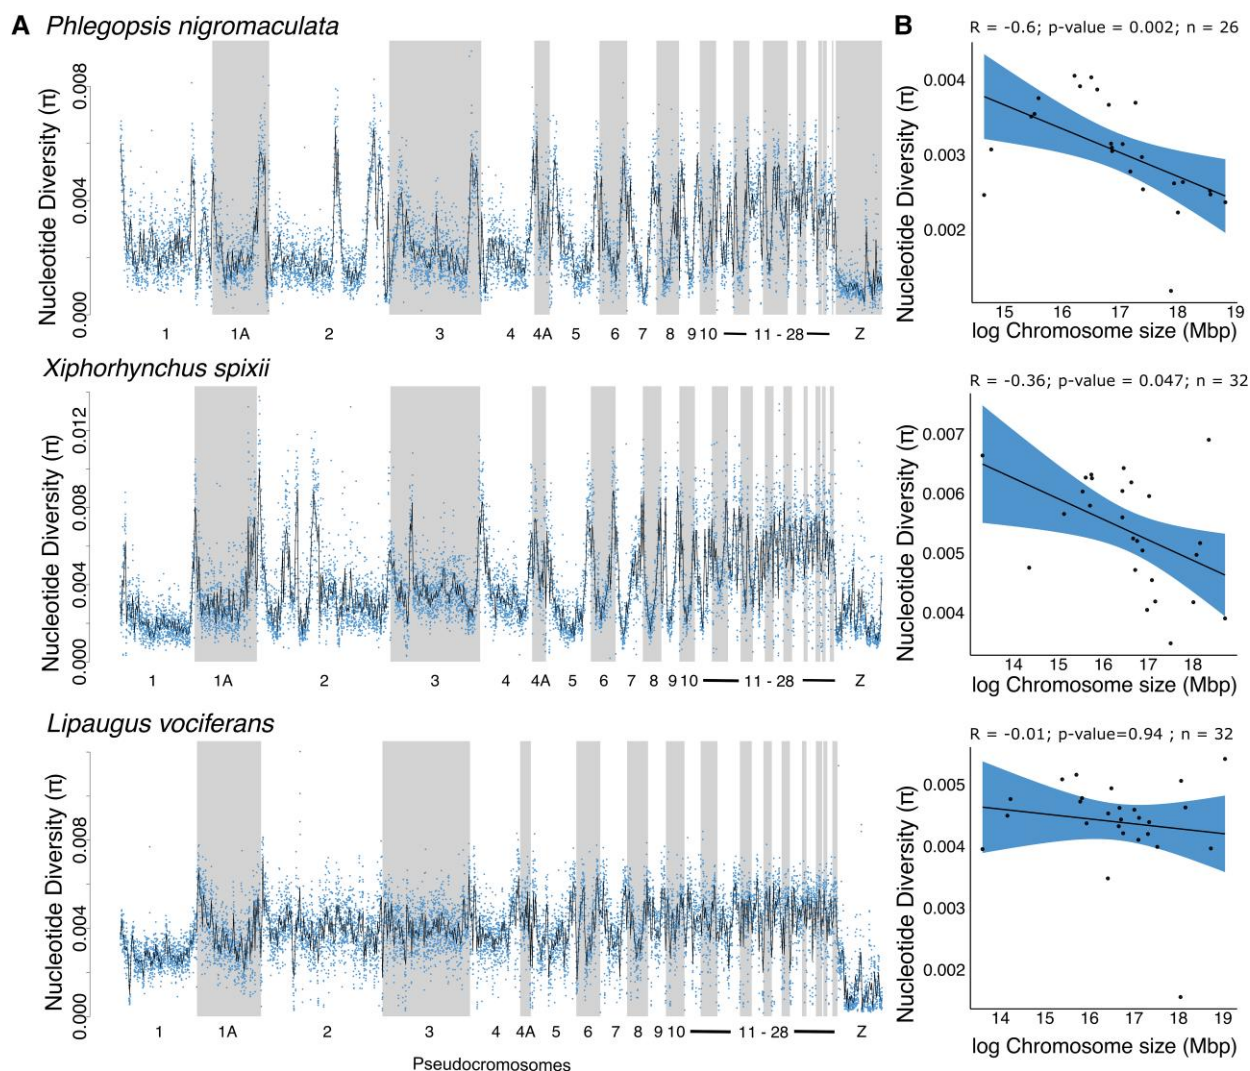 A Phlegopsis nigromaculata
B
R = -0.6; p-value = 0.002; n = 26
Nucleotide Diversity (π)
0.008
0.004
0.000
1 1A 2 3 4 4A 5 6 7 8 9 10 11 - 28 Z
Nucleotide Diversity (π)
0.004
0.003
0.002
15 16 17 18 19
log Chromosome size (Mbp)
Xiphorhynchus spixii
R = -0.36; p-value = 0.047; n = 32
Nucleotide Diversity (π)
0.012
0.008
0.004
0.000
1 1A 2 3 4 4A 5 6 7 8 9 10 11 - 28 Z
Nucleotide Diversity (π)
0.007
0.006
0.005
0.004
14 15 16 17 18
log Chromosome size (Mbp)
Lipaugus vociferans
R = -0.01; p-value=0.94 ; n = 32
Nucleotide Diversity (π)
0.008
0.004
0.000
1 1A 2 3 4 4A 5 6 7 8 9 10 11 - 28 Z
Pseudocromosomes
Nucleotide Diversity (π)
0.005
0.004
0.003
0.002
14 15 16 17 18 19
log Chromosome size (Mbp)